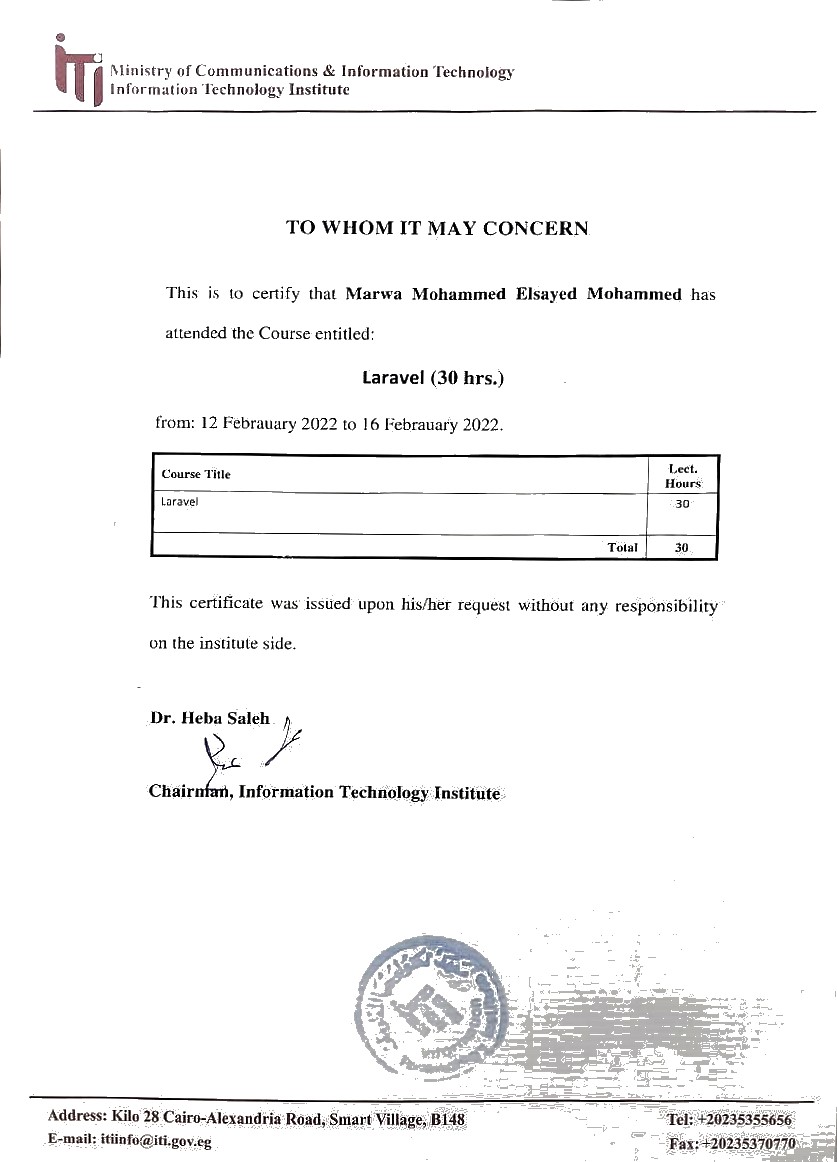 iTi
Ministry of Communications & Information Technology
Information Technology Institute
TO WHOM IT MAY CONCERN
This is to certify that Marwa Mohammed Elsayed Mohammed has
attended the Course entitled:
Laravel (30 hrs.)
from: 12 Febrauary 2022 to 16 Febrauary 2022.
Course Title Lect. Hours
Laravel 30
Total 30
This certificate was issued upon his/her request without any responsibility
on the institute side.
Dr. Heba Saleh
Chairman, Information Technology Institute
Address: Kilo 28 Cairo-Alexandria Road, Smart Village, B148 Tel: +20235355656
E-mail: itiinfo@iti.gov.eg Fax: +20235370770